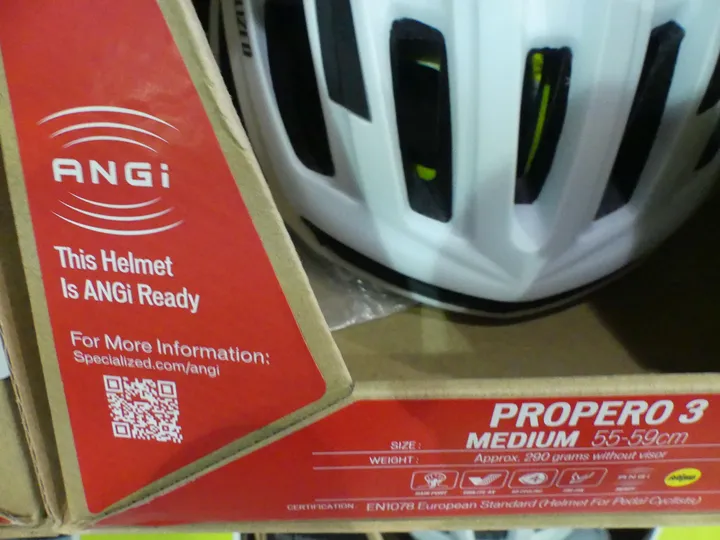 ANGi
This Helmet
Is ANGi Ready
For More Information:
Specialized.com/angi
PROPERO 3
SIZE: MEDIUM 55-59cm
WEIGHT: Approx. 290 grams without visor
ANGi
CERTIFICATION: EN1078 European Standard (Helmet For Pedal Cyclists)